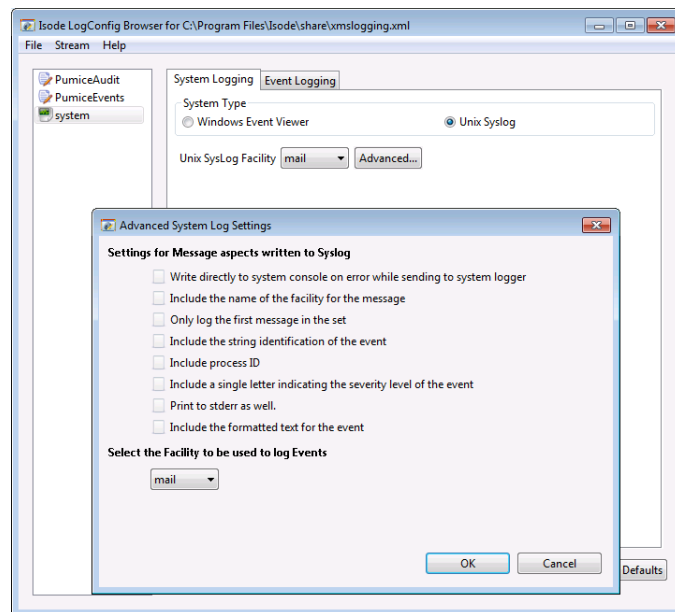 Isode LogConfig Browser for C:\Program Files\Isode\share\xmslogging.xml
File Stream Help
PumiceAudit
PumiceEvents
system
System Logging Event Logging
System Type
Windows Event Viewer Unix Syslog
Unix SysLog Facility mail Advanced...
Advanced System Log Settings
Settings for Message aspects written to Syslog
Write directly to system console on error while sending to system logger
Include the name of the facility for the message
Only log the first message in the set
Include the string identification of the event
Include process ID
Include a single letter indicating the severity level of the event
Print to stderr as well.
Include the formatted text for the event
Select the Facility to be used to log Events
mail
OK Cancel
Defaults